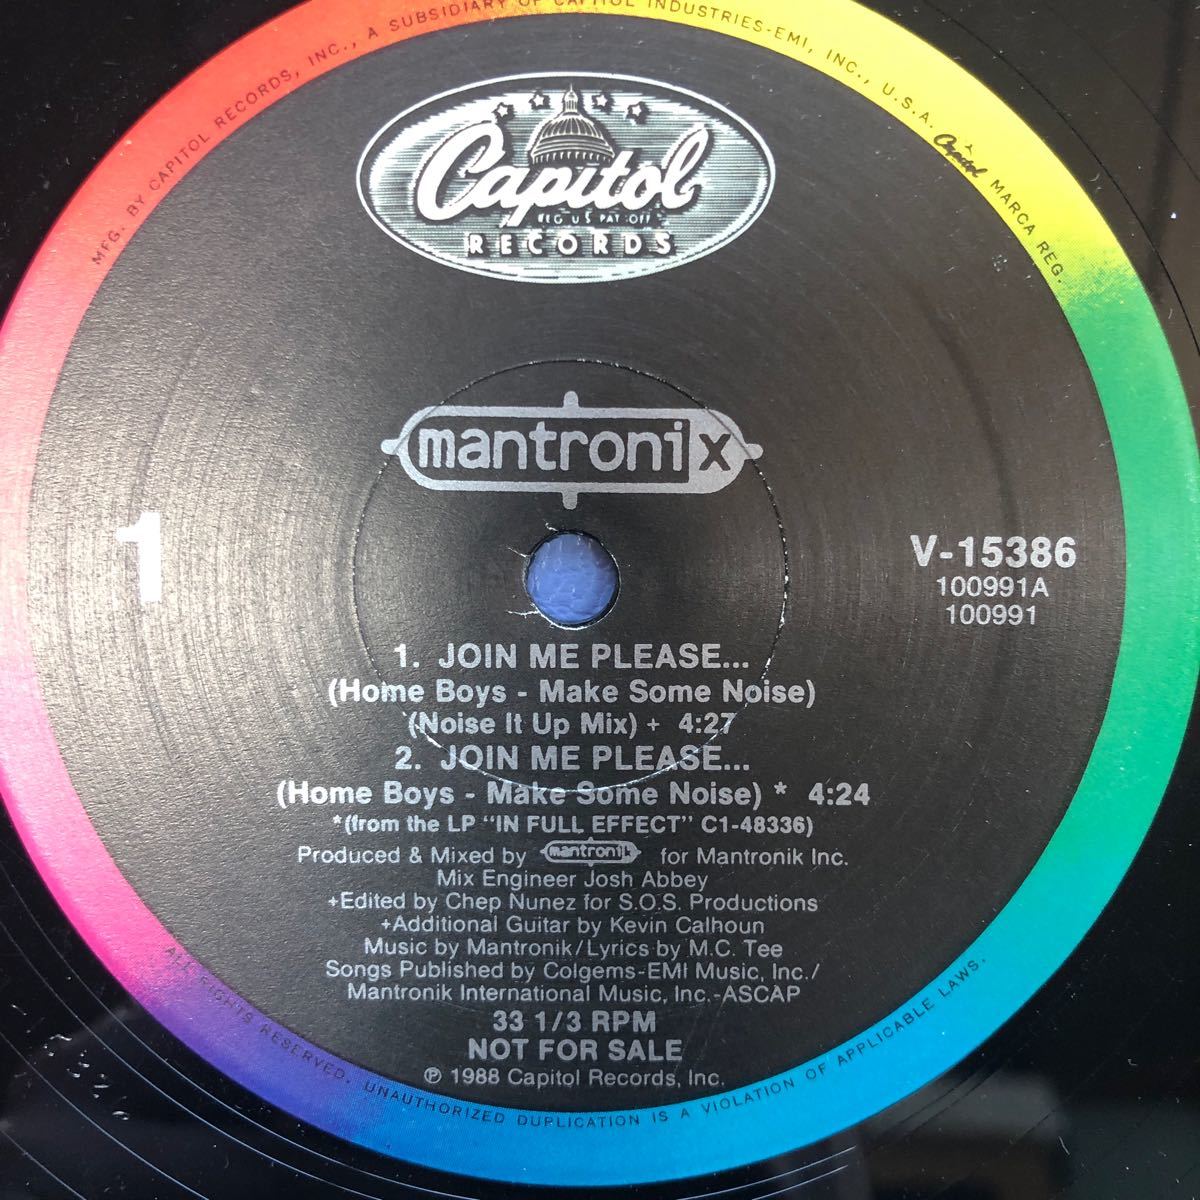 MFG. BY CAPITOL RECORDS, INC., A SUBSIDIARY OF CAPITOL INDUSTRIES-EMI, INC., U.S.A. Capitol MARCA REG.
Capitol
REG U.S. PAT. OFF.
RECORDS
mantronix
1
V-15386
100991A
100991
1. JOIN ME PLEASE...
(Home Boys - Make Some Noise)
(Noise It Up Mix) + 4:27
2. JOIN ME PLEASE...
(Home Boys - Make Some Noise) * 4:24
*(from the LP "IN FULL EFFECT" C1-48336)
Produced & Mixed by mantronix for Mantronik Inc.
Mix Engineer Josh Abbey
+Edited by Chep Nunez for S.O.S. Productions
+Additional Guitar by Kevin Calhoun
Music by Mantronik/Lyrics by M.C. Tee
Songs Published by Colgems-EMI Music, Inc./
Mantronik International Music, Inc.-ASCAP
33 1/3 RPM
NOT FOR SALE
℗ 1988 Capitol Records, Inc.
ALL RIGHTS RESERVED. UNAUTHORIZED DUPLICATION IS A VIOLATION OF APPLICABLE LAWS.